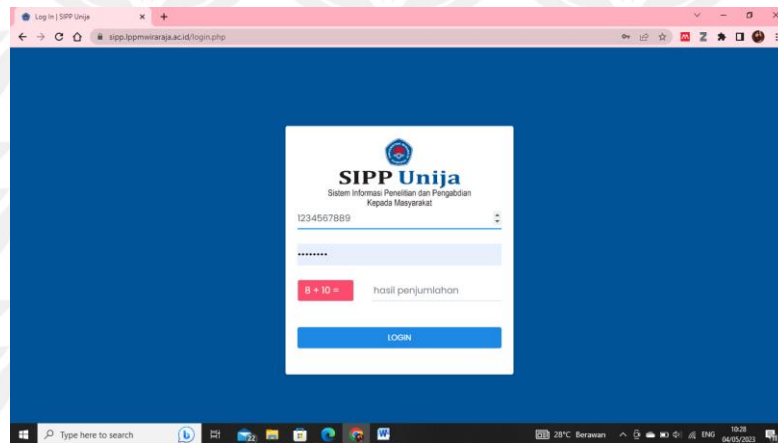 Log In | SIPP Unija
sipp.lppmwiraraja.ac.id/login.php
SIPP Unija
Sistem Informasi Penelitian dan Pengabdian
Kepada Masyarakat
1234567889
••••••••
8 + 10 =
hasil penjumlahan
LOGIN
Type here to search
22
28°C Berawan
ENG
10:28
04/05/2023